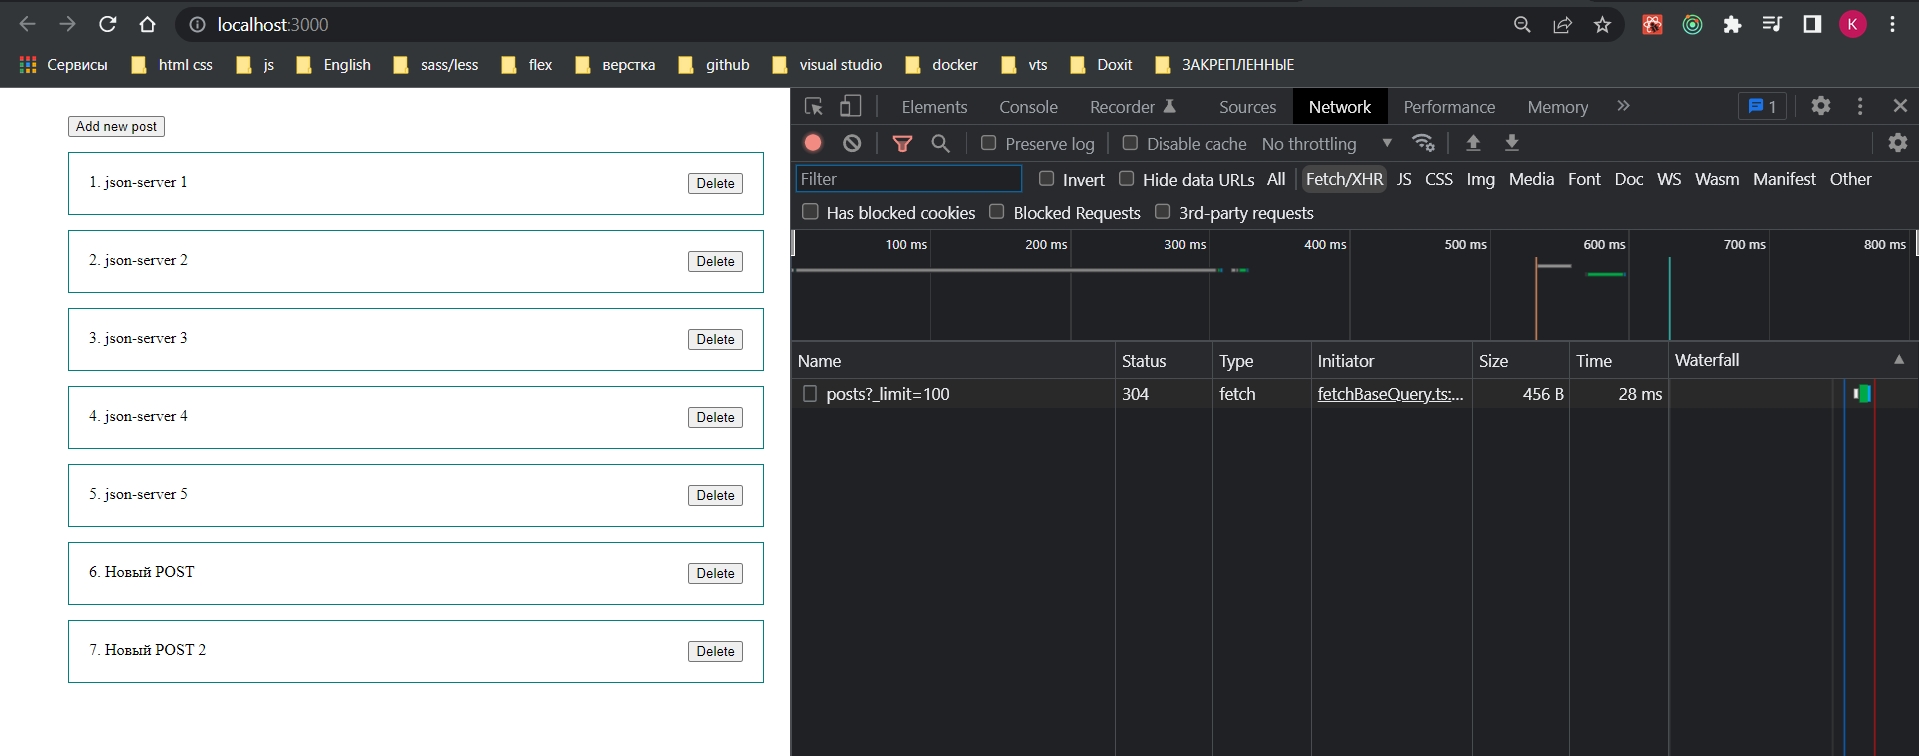 localhost:3000
K
Сервисы html css js English sass/less flex верстка github visual studio docker vts Doxit ЗАКРЕПЛЕННЫЕ
Add new post
1. json-server 1 Delete
2. json-server 2 Delete
3. json-server 3 Delete
4. json-server 4 Delete
5. json-server 5 Delete
6. Новый POST Delete
7. Новый POST 2 Delete
Elements Console Recorder Sources Network Performance Memory » 1
Preserve log Disable cache No throttling
Filter Invert Hide data URLs All Fetch/XHR JS CSS Img Media Font Doc WS Wasm Manifest Other
Has blocked cookies Blocked Requests 3rd-party requests
100 ms 200 ms 300 ms 400 ms 500 ms 600 ms 700 ms 800 ms
Name Status Type Initiator Size Time Waterfall
posts?_limit=100 304 fetch fetchBaseQuery.ts:... 456 B 28 ms